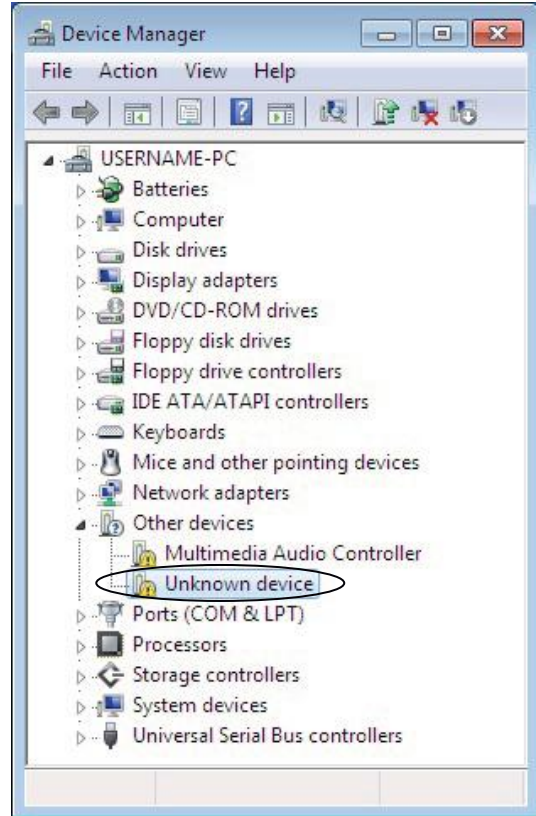 Device Manager
File Action View Help
USERNAME-PC
Batteries
Computer
Disk drives
Display adapters
DVD/CD-ROM drives
Floppy disk drives
Floppy drive controllers
IDE ATA/ATAPI controllers
Keyboards
Mice and other pointing devices
Network adapters
Other devices
Multimedia Audio Controller
Unknown device
Ports (COM & LPT)
Processors
Storage controllers
System devices
Universal Serial Bus controllers